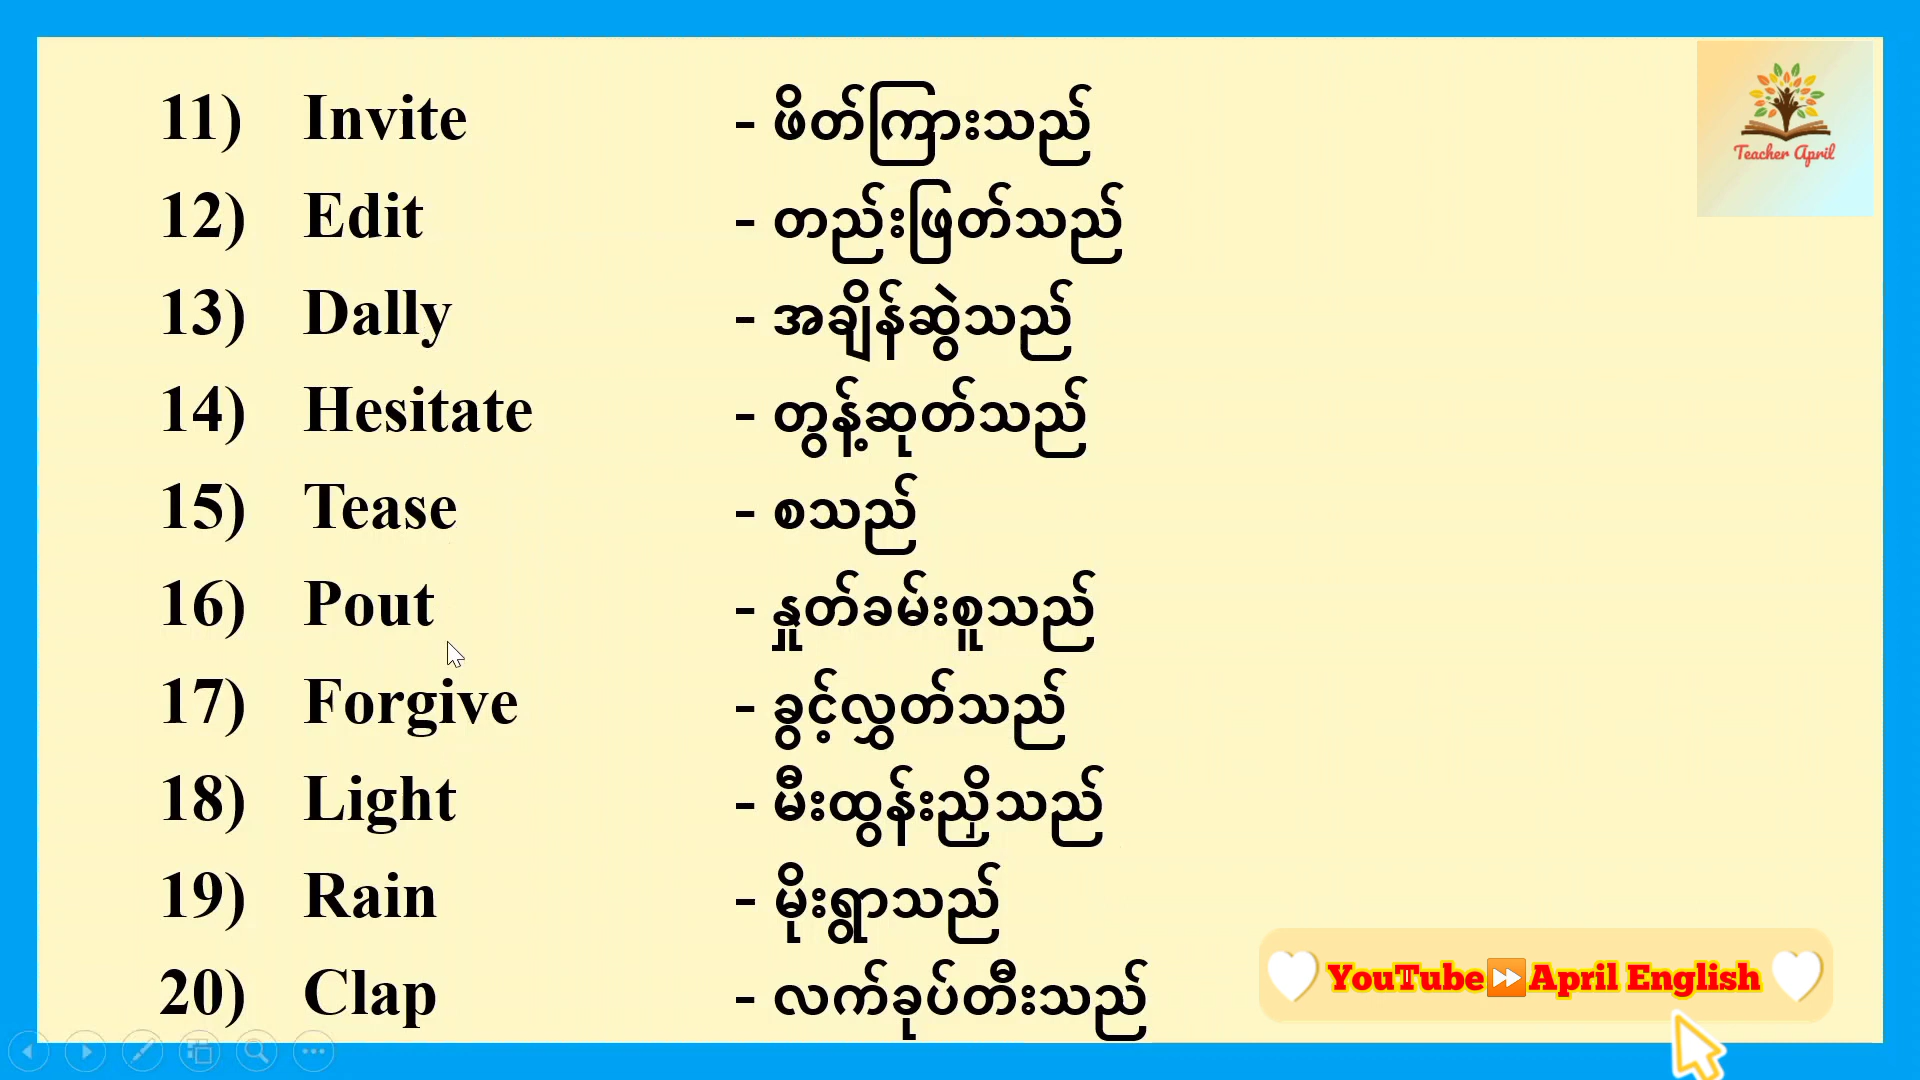 11) Invite - ဖိတ်ကြားသည်
Teacher April
12) Edit - တည်းဖြတ်သည်
13) Dally - အချိန်ဆွဲသည်
14) Hesitate - တွန့်ဆုတ်သည်
15) Tease - စသည်
16) Pout - နှုတ်ခမ်းစူသည်
17) Forgive - ခွင့်လွှတ်သည်
18) Light - မီးထွန်းညှိသည်
19) Rain - မိုးရွာသည်
20) Clap - လက်ခုပ်တီးသည်
YouTube⏩April English